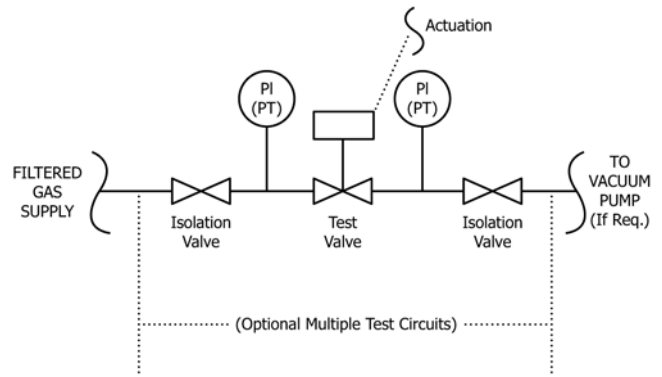 Actuation
PI
(PT)
PI
(PT)
FILTERED
GAS
SUPPLY
TO
VACUUM
PUMP
(If Req.)
Isolation
Valve
Test
Valve
Isolation
Valve
(Optional Multiple Test Circuits)